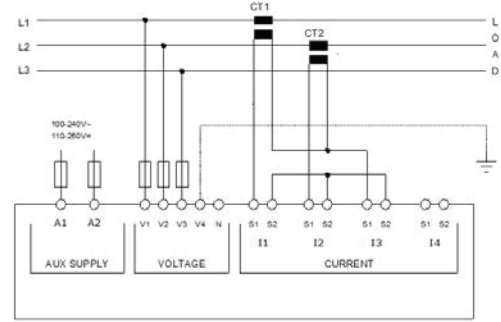 CT1
L1 L
CT2
L2 O
A
L3 D
100-240V~
110-250V=
A1 A2 V1 V2 V3 V4 N S1 S2 S1 S2 S1 S2 S1 S2
I1 I2 I3 I4
AUX SUPPLY VOLTAGE CURRENT